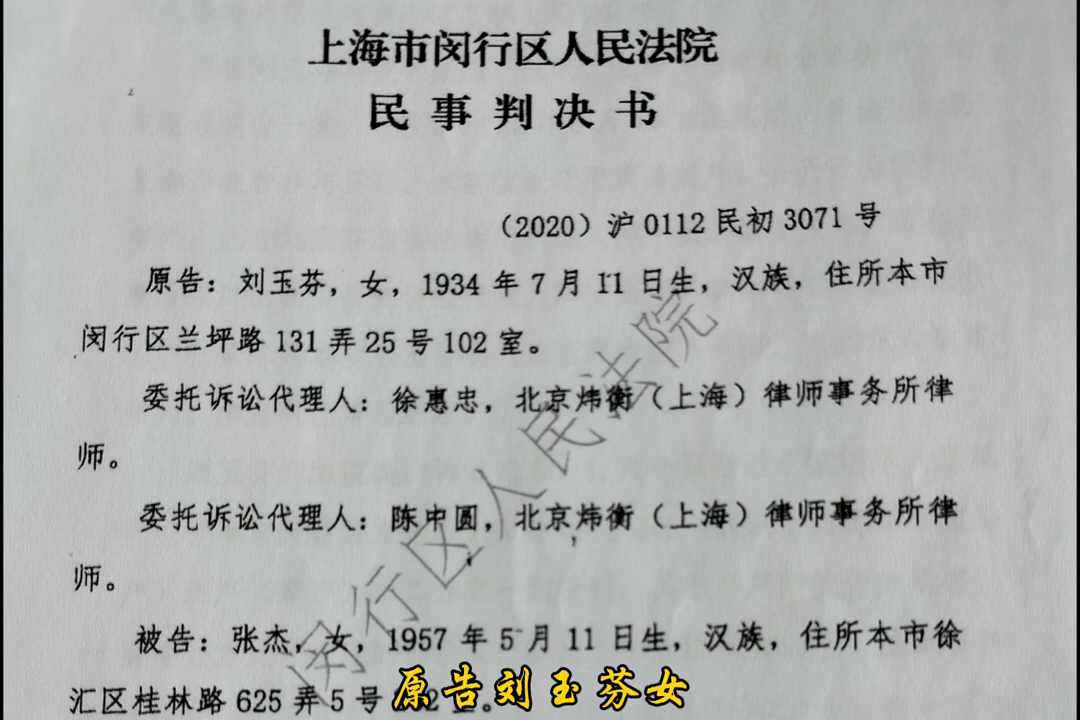 上海市闵行区人民法院
民事判决书
（2020）沪0112民初3071号
原告：刘玉芬，女，1934年7月11日生，汉族，住所本市
闵行区兰坪路131弄25号102室。
委托诉讼代理人：徐惠忠，北京炜衡（上海）律师事务所律
师。
委托诉讼代理人：陈中圆，北京炜衡（上海）律师事务所律
师。
被告：张杰，女，1957年5月11日生，汉族，住所本市徐
汇区桂林路625弄5号
原告刘玉芬女
闵行区人民法院